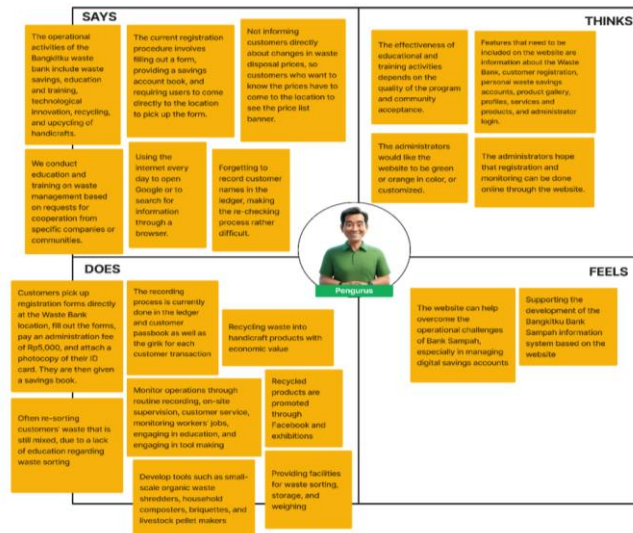 SAYS
The operational
activities of the
Bangkitku waste
bank include waste
savings, education
and training,
technological
innovation, recycling,
and upcycling of
handicrafts.
The current registration
procedure involves
filling out a form,
providing a savings
account book, and
requiring users to come
directly to the location
to pick up the form.
Not informing
customers directly
about changes in waste
disposal prices, so
customers who want to
know the prices have to
come to the location to
see the price list
banner.
We conduct
education and
training on waste
management based
on requests for
cooperation from
specific companies or
communities.
Using the
internet every
day to open
Google or to
search for
information
through a
browser.
Forgetting to
record customer
names in the
ledger, making
the re-checking
process rather
difficult.
THINKS
The effectiveness of
educational and
training activities
depends on the
quality of the program
and community
acceptance.
Features that need to be
included on the website are
information about the Waste
Bank, customer registration,
personal waste savings
accounts, product gallery,
profiles, services and
products, and administrator
login.
The administrators
would like the
website to be green
or orange in color, or
customized.
The administrators hope that
registration and
monitoring can be done
online through the website.
Pengurus
DOES
Customers pick up
registration forms directly
at the Waste Bank
location, fill out the forms,
pay an administration fee
of Rp5,000, and attach a
photocopy of their ID
card. They are then given
a savings book.
The recording
process is currently
done in the ledger
and customer
passbook as well as
the girik for each
customer transaction
Recycling waste into
handicraft products with
economic value
Often re-sorting
customers' waste that is
still mixed, due to a lack
of education regarding
waste sorting
Monitor operations through
routine recording, on-site
supervision, customer service,
monitoring workers' jobs,
engaging in education, and
engaging in tool making
Recycled
products are
promoted
through
Facebook and
exhibitions
Develop tools such as small-
scale organic waste
shredders, household
composters, briquettes, and
livestock pellet makers
Providing facilities
for waste sorting,
storage, and
weighing
FEELS
The website can help
overcome the
operational challenges
of Bank Sampah,
especially in managing
digital savings accounts
Supporting the
development of the
Bangkitku Bank
Sampah information
system based on the
website